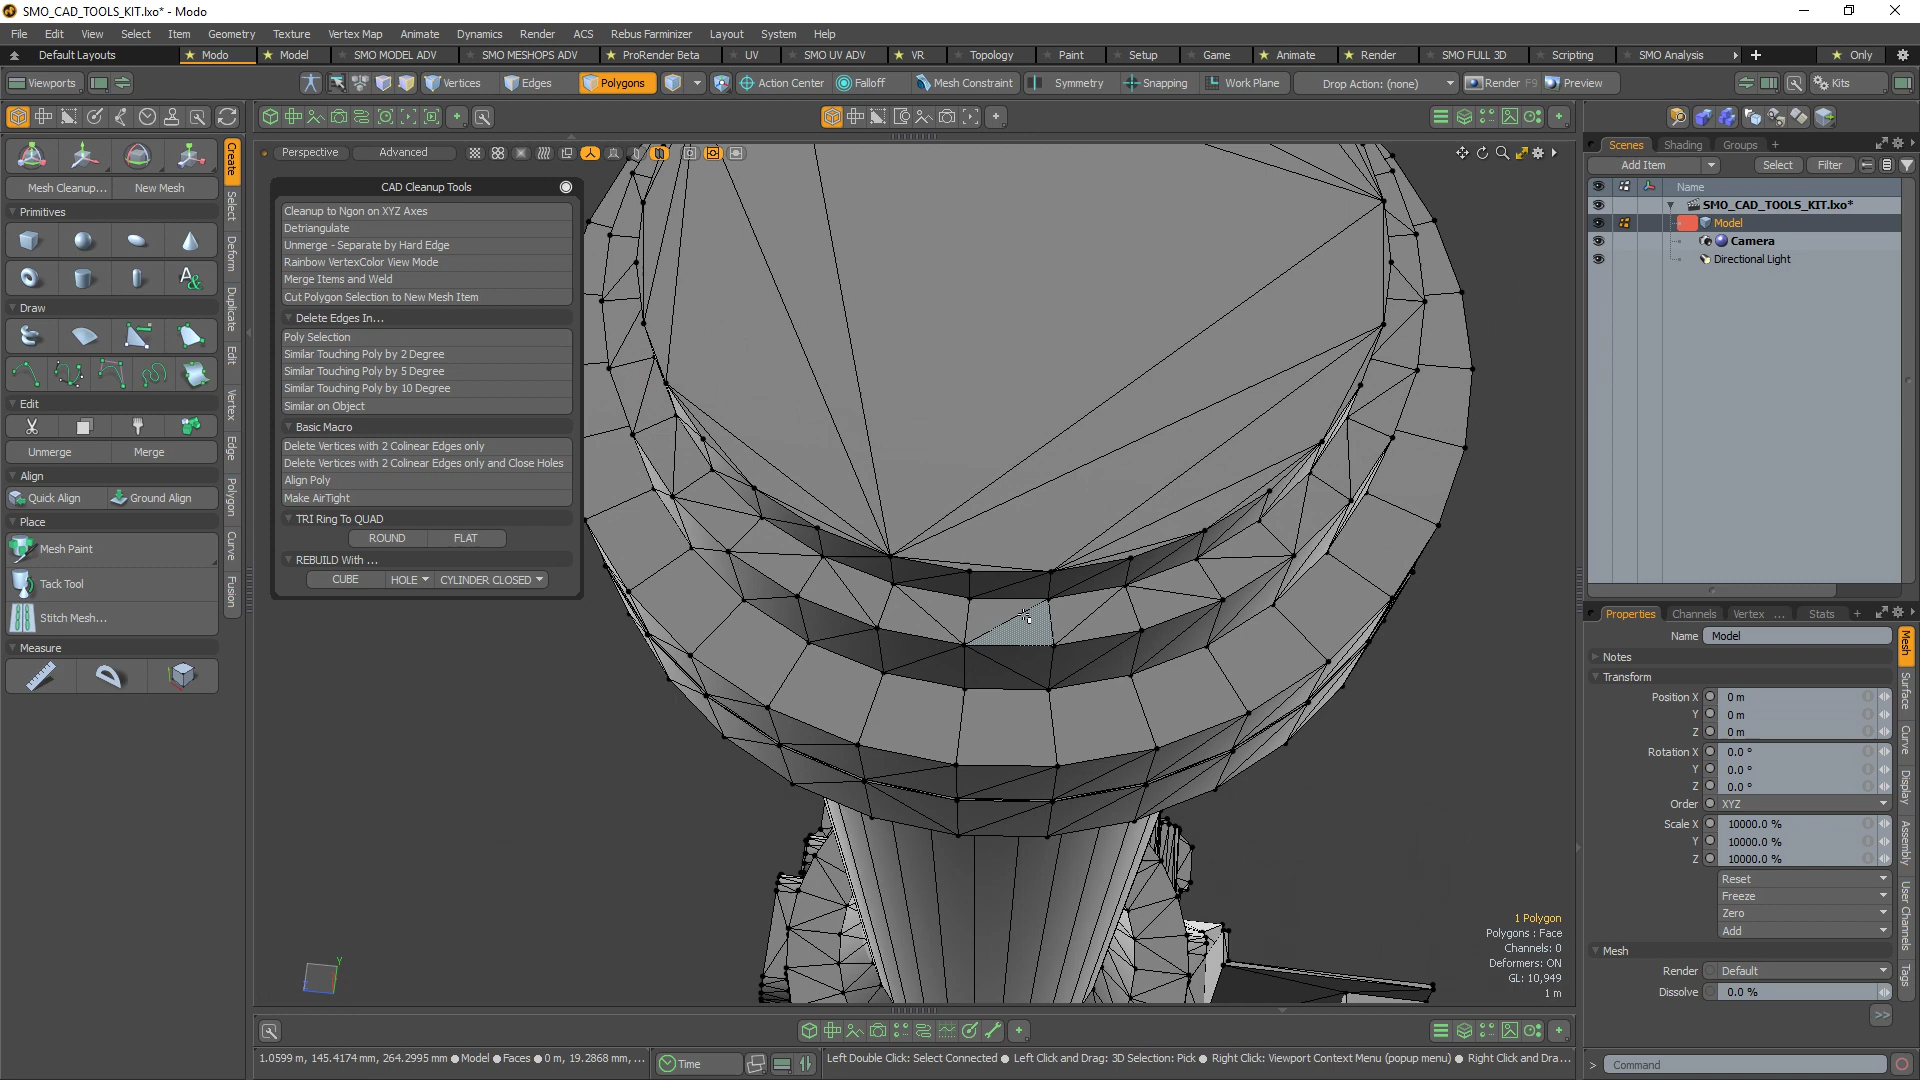 SMO_CAD_TOOLS_KIT.lxo* - Modo
File Edit View Select Item Geometry Texture Vertex Map Animate Dynamics Render ACS Rebus Farminizer Layout System Help
Default Layouts Modo Model SMO MODEL ADV SMO MESHOPS ADV ProRender Beta UV SMO UV ADV VR Topology Paint Setup Game Animate Render SMO FULL 3D Scripting SMO Analysis Only
Viewports Vertices Edges Polygons Action Center Falloff Mesh Constraint Symmetry Snapping Work Plane Drop Action: (none) Render F9 Preview Kits
Perspective Advanced
Scenes Shading Groups
Mesh Cleanup... New Mesh
Add Item Select Filter
Name
SMO_CAD_TOOLS_KIT.lxo*
Model
Camera
Directional Light
Primitives
Draw
Edit
Unmerge Merge
Align
Quick Align Ground Align
Place
Mesh Paint
Tack Tool
Stitch Mesh...
Measure
Create
Select
Deform
Duplicate
Edit
Vertex
Edge
Polygon
Curve
Fusion
CAD Cleanup Tools
Cleanup to Ngon on XYZ Axes
Detriangulate
Unmerge - Separate by Hard Edge
Rainbow VertexColor View Mode
Merge Items and Weld
Cut Polygon Selection to New Mesh Item
Delete Edges In...
Poly Selection
Similar Touching Poly by 2 Degree
Similar Touching Poly by 5 Degree
Similar Touching Poly by 10 Degree
Similar on Object
Basic Macro
Delete Vertices with 2 Colinear Edges only
Delete Vertices with 2 Colinear Edges only and Close Holes
Align Poly
Make AirTight
TRI Ring To QUAD
ROUND FLAT
REBUILD With ...
CUBE HOLE CYLINDER CLOSED
Y
1 Polygon
Polygons : Face
Channels: 0
Deformers: ON
GL: 10,949
1 m
Properties Channels Vertex ... Stats
Name Model
Notes
Transform
Position X 0 m
Y 0 m
Z 0 m
Rotation X 0.0 °
Y 0.0 °
Z 0.0 °
Order XYZ
Scale X 10000.0 %
Y 10000.0 %
Z 10000.0 %
Reset
Freeze
Zero
Add
Mesh
Render Default
Dissolve 0.0 %
>>
Mesh
Surface
Curve
Display
Assembly
User Channels
Tags
1.0599 m, 145.4174 mm, 264.2995 mm Model Faces 0 m, 19.2868 mm,...
Time
Left Double Click: Select Connected Left Click and Drag: 3D Selection: Pick Right Click: Viewport Context Menu (popup menu) Right Click and Dra...
> Command